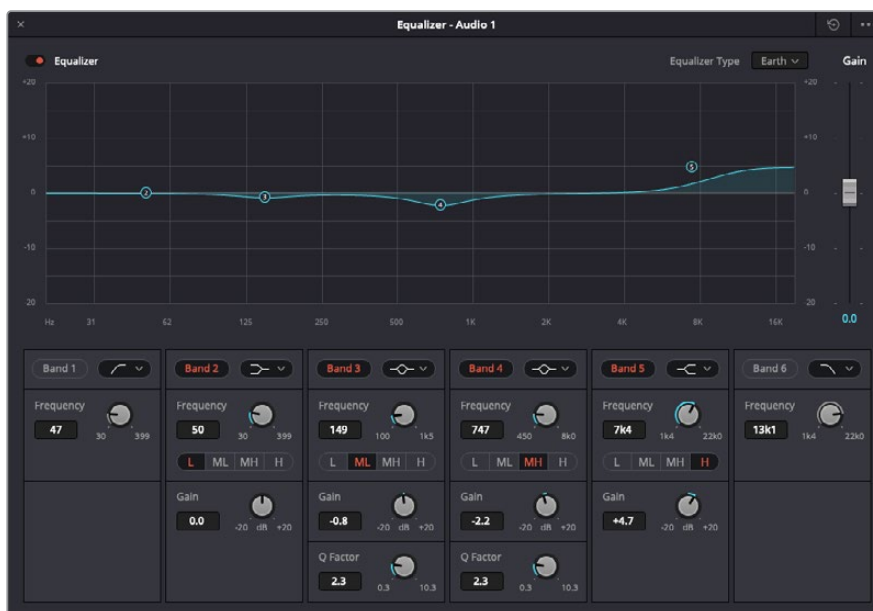 Equalizer - Audio 1
Equalizer
Equalizer Type Earth Gain
+20 +20
+10 +10
2 3 4 5
0 0
-10 -10
20 20
Hz 31 62 125 250 500 1K 2K 4K 8K 16K
0.0
Band 1 Band 2 Band 3 Band 4 Band 5 Band 6
Frequency Frequency Frequency Frequency Frequency Frequency
47 30 399 50 30 399 149 100 1k5 747 450 8k0 7k4 1k4 22k0 13k1 1k4 22k0
L ML MH H L ML MH H L ML MH H L ML MH H
Gain Gain Gain Gain
0.0 -20 dB +20 -0.8 -20 dB +20 -2.2 -20 dB +20 +4.7 -20 dB +20
Q Factor Q Factor
2.3 0.3 10.3 2.3 0.3 10.3